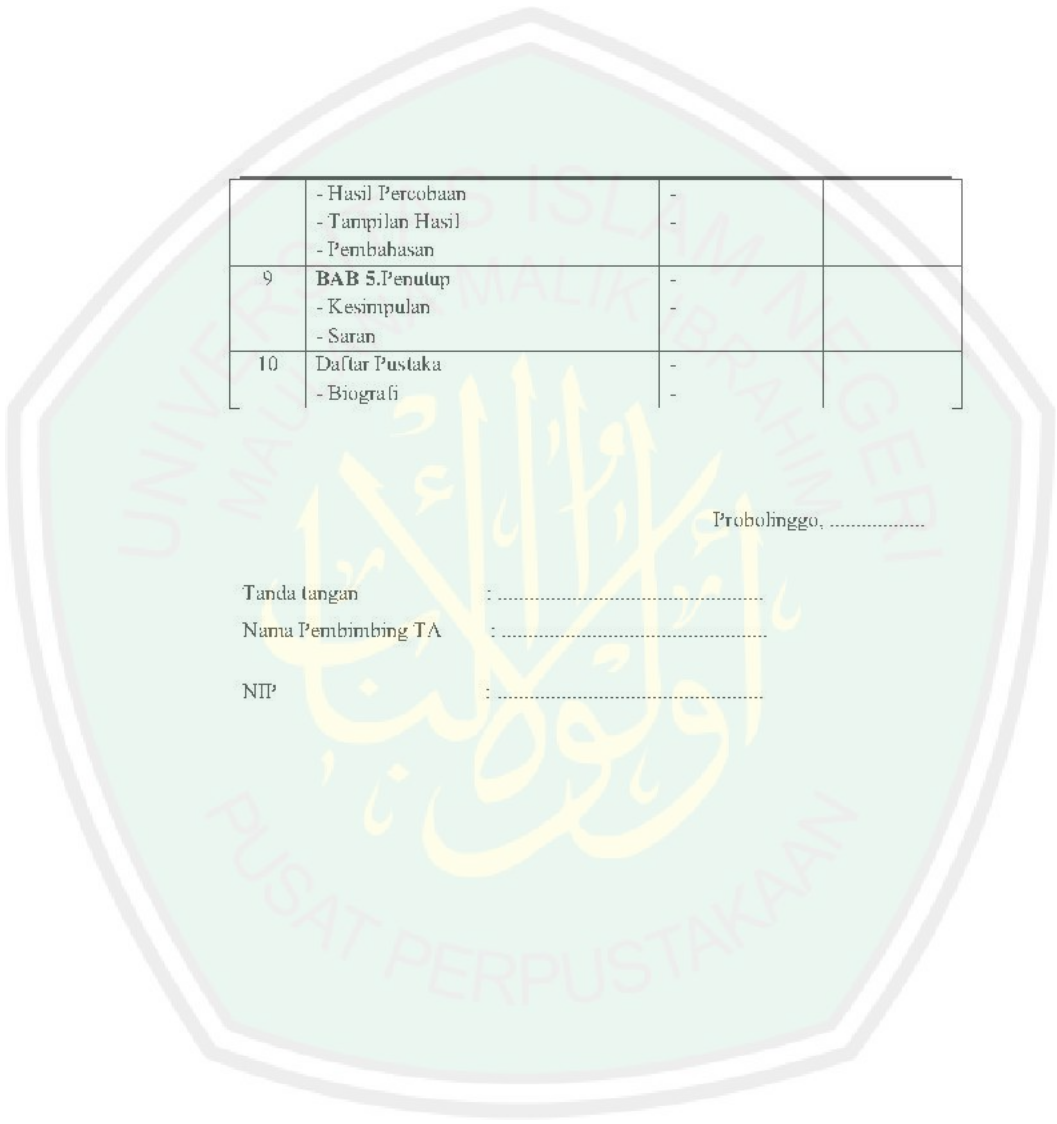 - Hasil Percobaan -
- Tampilan Hasil -
- Pembahasan
9 BAB 5.Penutup -
- Kesimpulan -
- Saran
10 Daftar Pustaka -
- Biografi -
Probolinggo, ..................
Tanda tangan : ...................................................
Nama Pembimbing TA : ...................................................
NIP : ...................................................
UNIVERSITAS ISLAM NEGERI
MAULANA MALIK IBRAHIM
PUSAT PERPUSTAKAAN